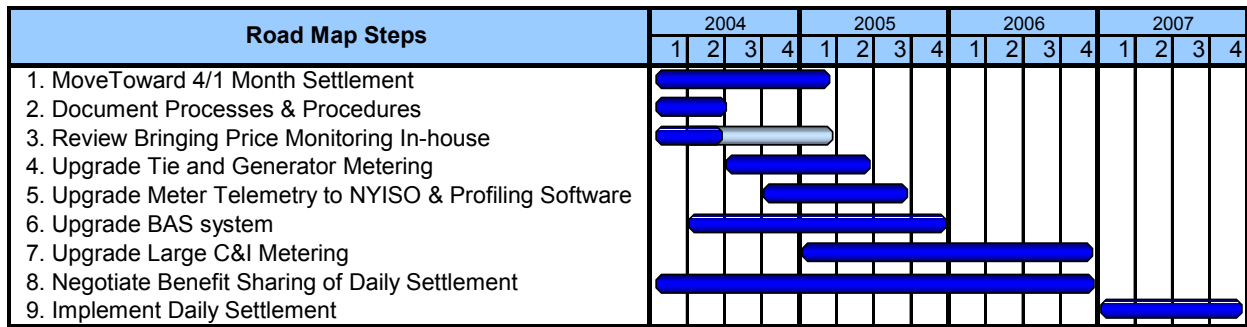 Road Map Steps
2004 2005 2006 2007
1 2 3 4 1 2 3 4 1 2 3 4 1 2 3 4
1. MoveToward 4/1 Month Settlement
2. Document Processes & Procedures
3. Review Bringing Price Monitoring In-house
4. Upgrade Tie and Generator Metering
5. Upgrade Meter Telemetry to NYISO & Profiling Software
6. Upgrade BAS system
7. Upgrade Large C&I Metering
8. Negotiate Benefit Sharing of Daily Settlement
9. Implement Daily Settlement